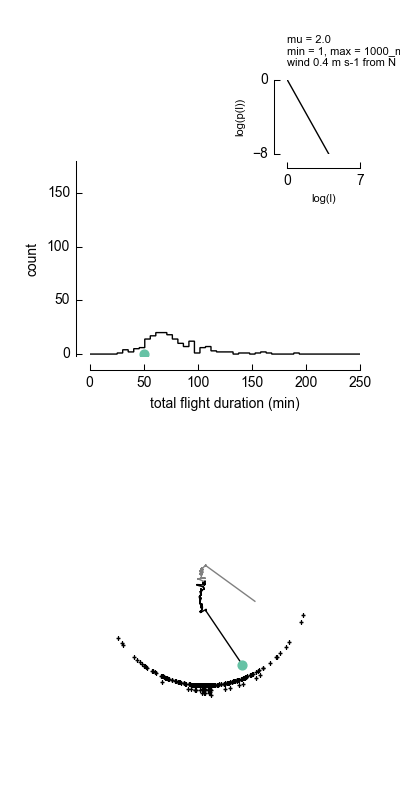 mu = 2.0
min = 1, max = 1000_m
wind 0.4 m s-1 from N
0
log(p(l))
−8
0
7
log(l)
150
100
50
0
count
0
50
100
150
200
250
total flight duration (min)